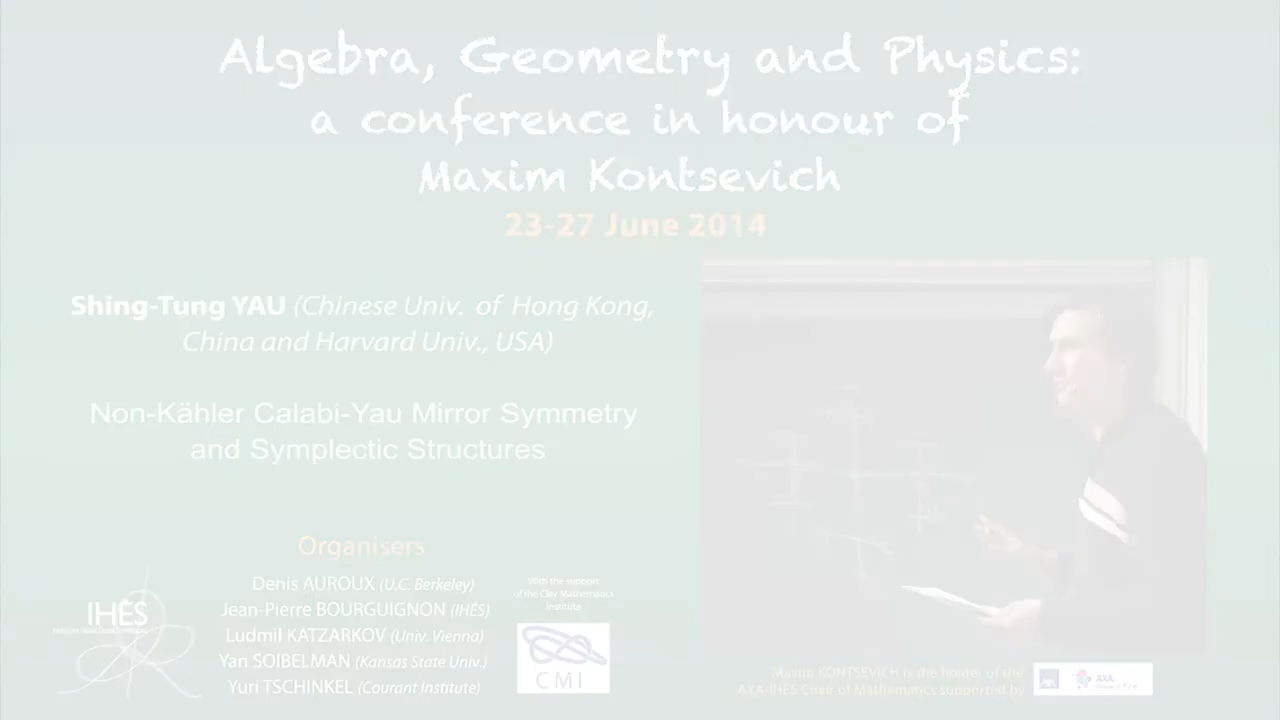 Algebra, Geometry and Physics:
a conference in honour of
Maxim Kontsevich
23-27 June 2014
Shing-Tung YAU (Chinese Univ. of Hong Kong,
China and Harvard Univ., USA)
Non-Kähler Calabi-Yau Mirror Symmetry
and Symplectic Structures
Organisers
Denis AUROUX (U.C. Berkeley)
Jean-Pierre BOURGUIGNON (IHÉS)
Ludmil KATZARKOV (Univ. Vienna)
Yan SOIBELMAN (Kansas State Univ.)
Yuri TSCHINKEL (Courant Institute)
IHÉS
With the support
of the Clay Mathematics
Institute.
CMI
Maxim KONTSEVICH is the holder of the
AXA-IHÉS Chair of Mathematics supported by
AXA